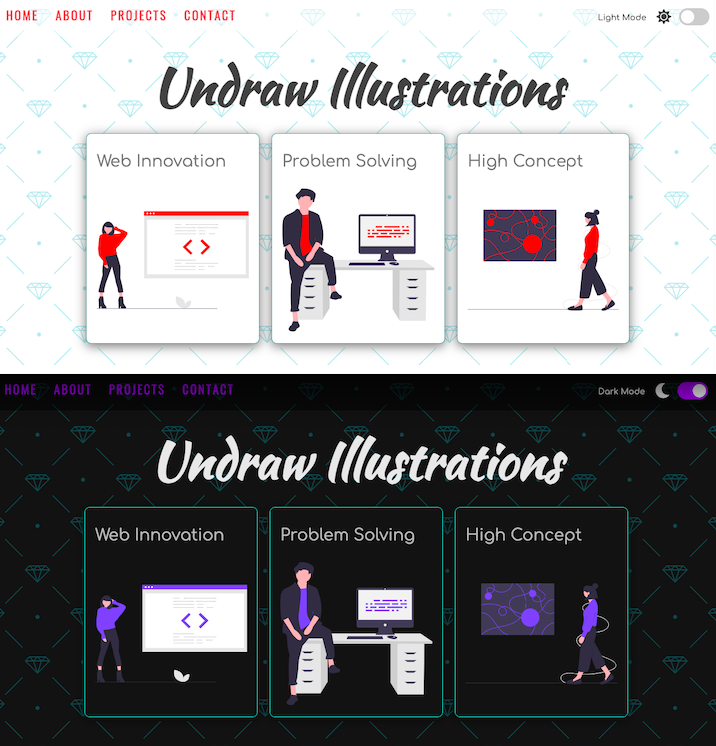 HOME ABOUT PROJECTS CONTACT Light Mode
Undraw Illustrations
Web Innovation Problem Solving High Concept
HOME ABOUT PROJECTS CONTACT Dark Mode
Undraw Illustrations
Web Innovation Problem Solving High Concept